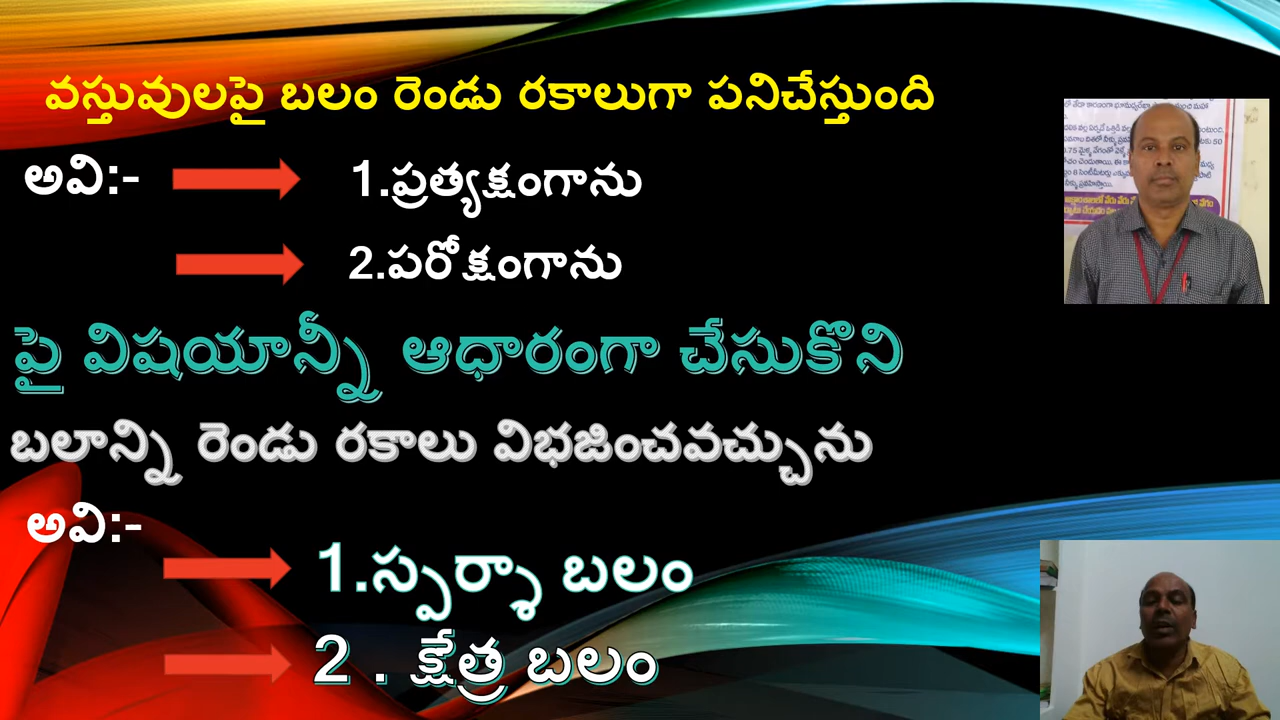 వస్తువులపై బలం రెండు రకాలుగా పనిచేస్తుంది
అవి:- 1.ప్రత్యక్షంగాను
2.పరోక్షంగాను
పై విషయాన్నీ ఆధారంగా చేసుకొని
బలాన్ని రెండు రకాలు విభజించవచ్చును
అవి:-
1.స్పర్శా బలం
2 . క్షేత్ర బలం